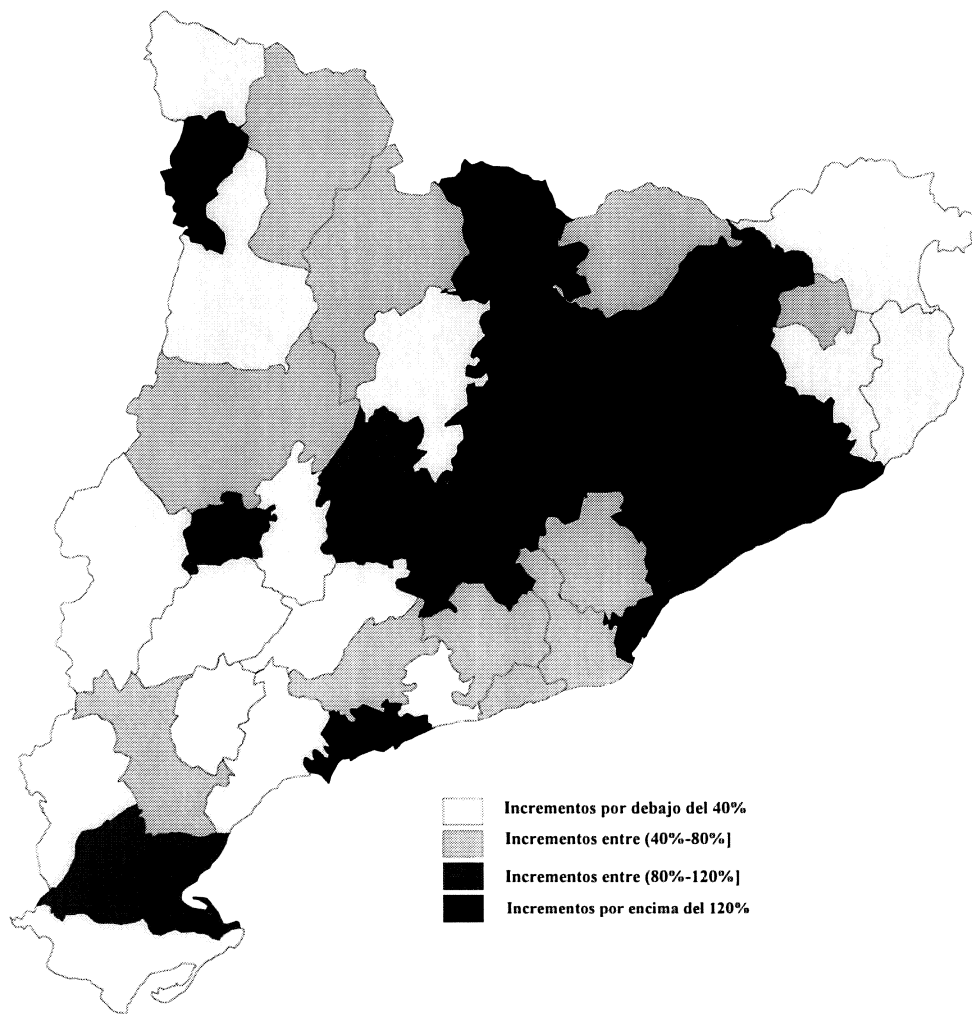 Incrementos por debajo del 40%
Incrementos entre (40%-80%]
Incrementos entre (80%-120%]
Incrementos por encima del 120%